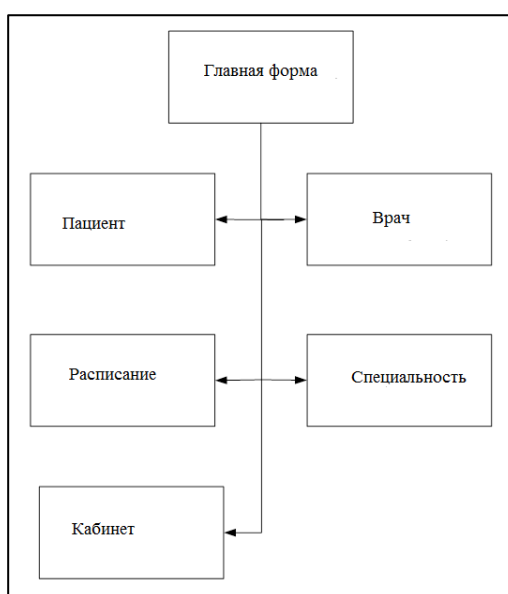 Главная форма
Пациент
Врач
Расписание
Специальность
Кабинет